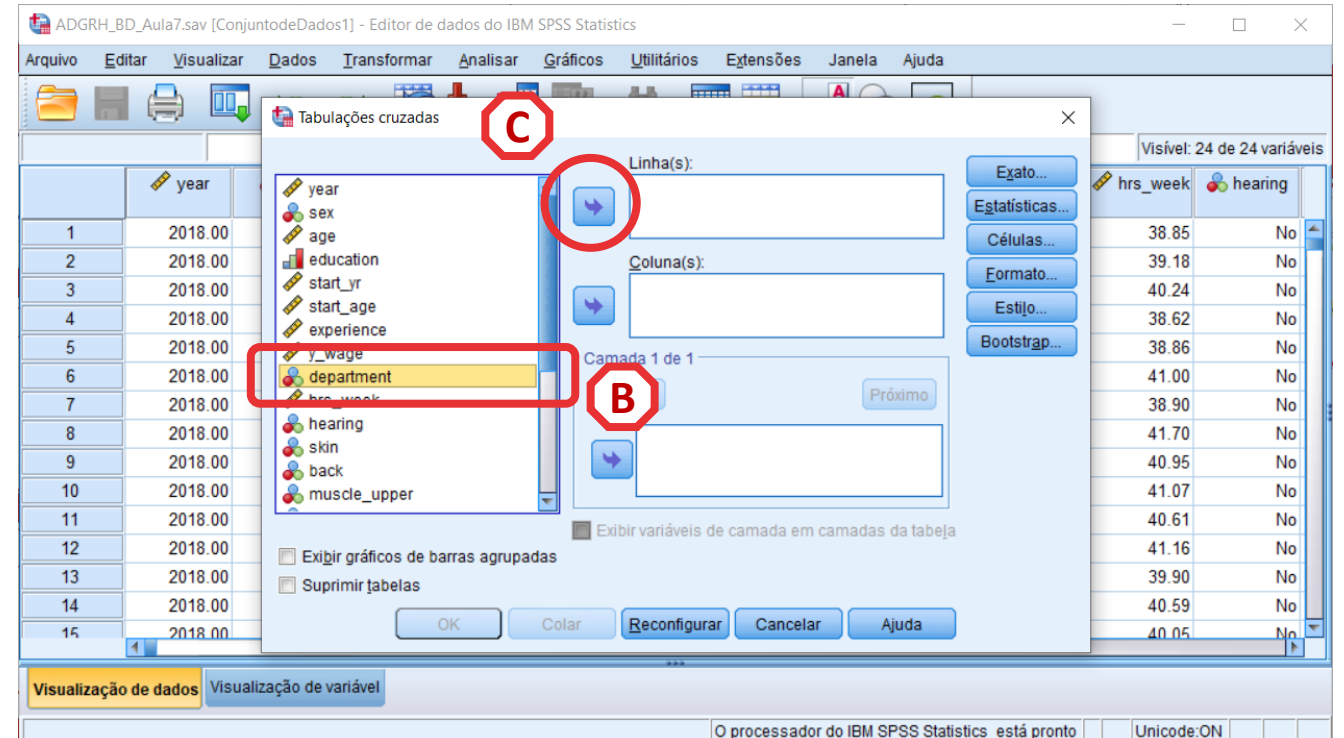 ADGRH_BD_Aula7.sav [ConjuntodeDados1] - Editor de dados do IBM SPSS Statistics
Arquivo Editar Visualizar Dados Transformar Analisar Gráficos Utilitários Extensões Janela Ajuda
Tabulações cruzadas
C
Visível: 24 de 24 variáveis
year
hrs_week
hearing
1 2018.00 38.85 No
2 2018.00 39.18 No
3 2018.00 40.24 No
4 2018.00 38.62 No
5 2018.00 38.86 No
6 2018.00 41.00 No
7 2018.00 38.90 No
8 2018.00 41.70 No
9 2018.00 40.95 No
10 2018.00 41.07 No
11 2018.00 40.61 No
12 2018.00 41.16 No
13 2018.00 39.90 No
14 2018.00 40.59 No
15 2018.00 40.05 No
year
sex
age
education
start_yr
start_age
experience
y_wage
department
hrs_week
hearing
skin
back
muscle_upper
Linha(s):
Coluna(s):
Camada 1 de 1
B
Próximo
Exibir variáveis de camada em camadas da tabela
Exato...
Estatísticas...
Células...
Formato...
Estilo...
Bootstrap...
Exibir gráficos de barras agrupadas
Suprimir tabelas
OK Colar Reconfigurar Cancelar Ajuda
Visualização de dados Visualização de variável
O processador do IBM SPSS Statistics está pronto Unicode:ON